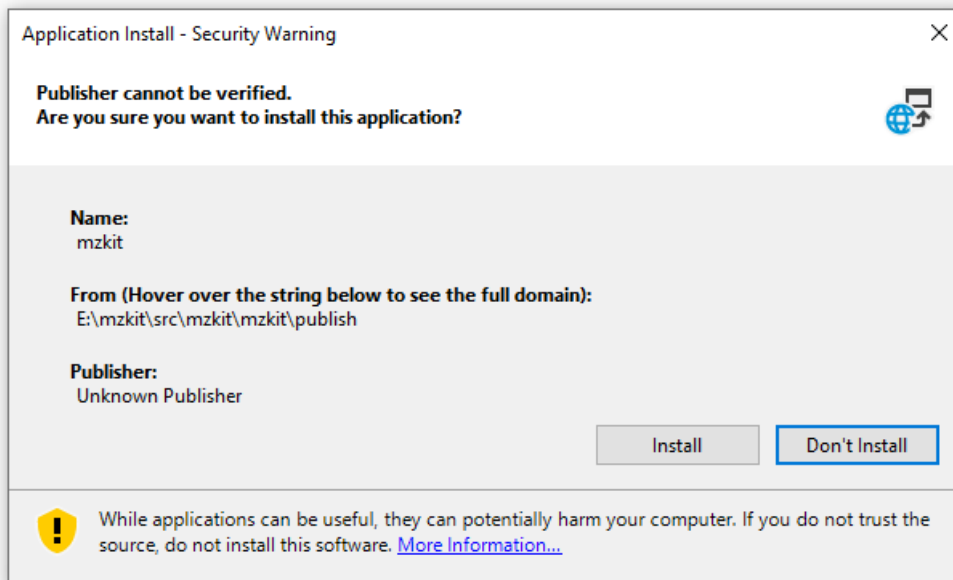 Application Install - Security Warning
Publisher cannot be verified.
Are you sure you want to install this application?
Name:
mzkit
From (Hover over the string below to see the full domain):
E:\mzkit\src\mzkit\mzkit\publish
Publisher:
Unknown Publisher
Install
Don't Install
While applications can be useful, they can potentially harm your computer. If you do not trust the
source, do not install this software. More Information...